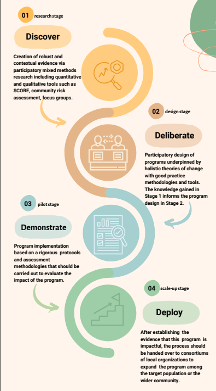 01 research stage
Discover
Creation of robust and
contextual evidence via
participatory mixed methods
research including quantitative
and qualitative tools such as
SCORE, community risk
assessment, focus groups.
02 design stage
Deliberate
Participatory design of
programs underpinned by
holistic theories of change
with good practice
methodologies and tools.
The knowledge gained in
Stage 1 informs the program
design in Stage 2.
03 pilot stage
Demonstrate
Program implementation
based on a rigorous protocols
and assessment
methodologies that should be
carried out to evaluate the
impact of the program.
04 scale-up stage
Deploy
After establishing the
evidence that this program is
impactful, the process should
be handed over to consortiums
of local organizations to
expand the program among
the target population or the
wider community.